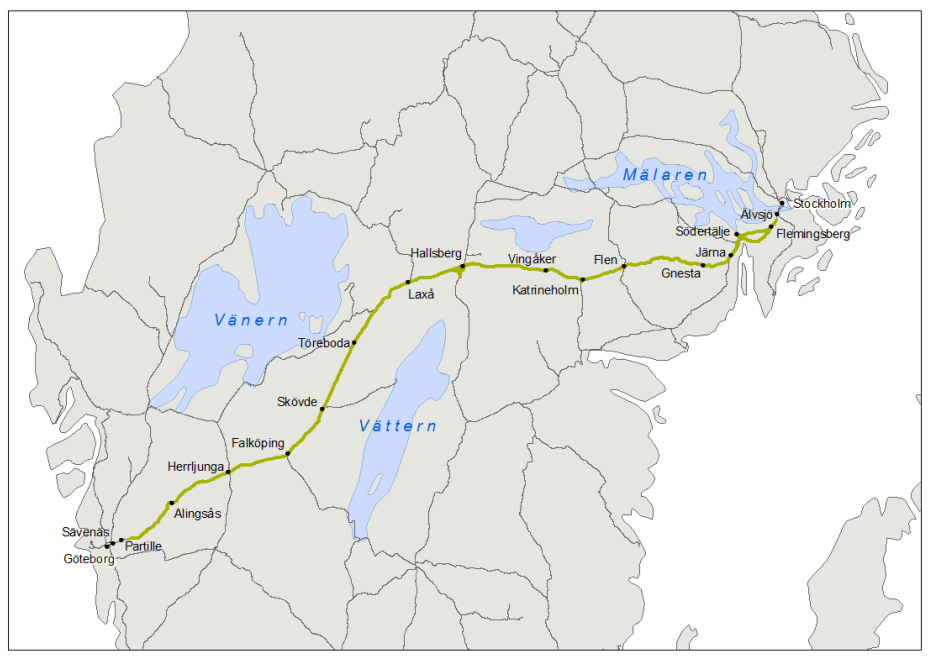 Mälaren
Stockholm
Älvsjö
Flemingsberg
Södertälje
Järna
Hallsberg
Vingåker
Flen
Gnesta
Katrineholm
Laxå
Vänern
Töreboda
Skövde
Vättern
Falköping
Herrljunga
Alingsås
Sävenäs
Partille
Göteborg